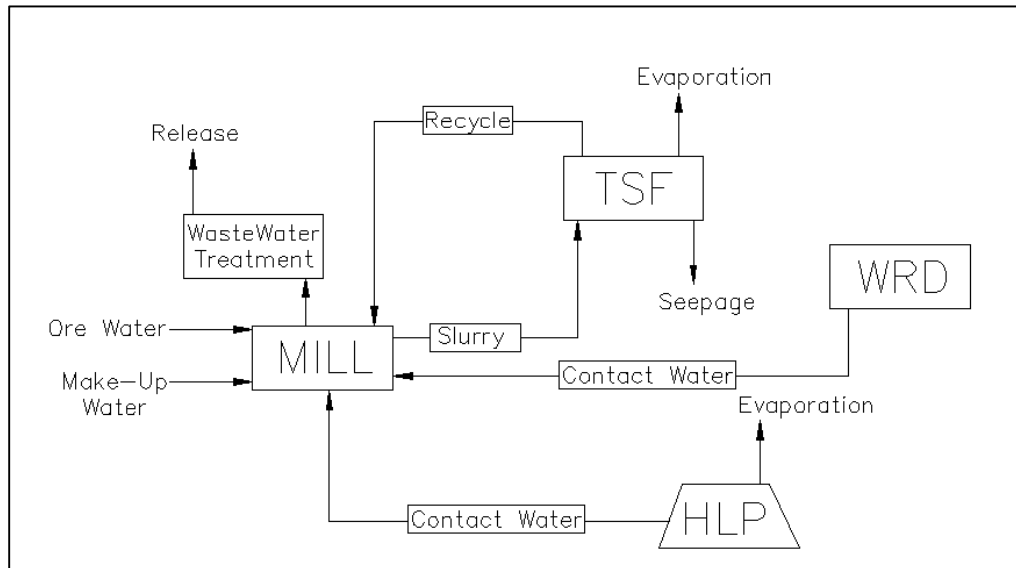 Evaporation
Recycle
Release
TSF
WasteWater
Treatment
WRD
Seepage
Ore Water
Slurry
MILL
Contact Water
Make-Up
Water
Evaporation
Contact Water
HLP